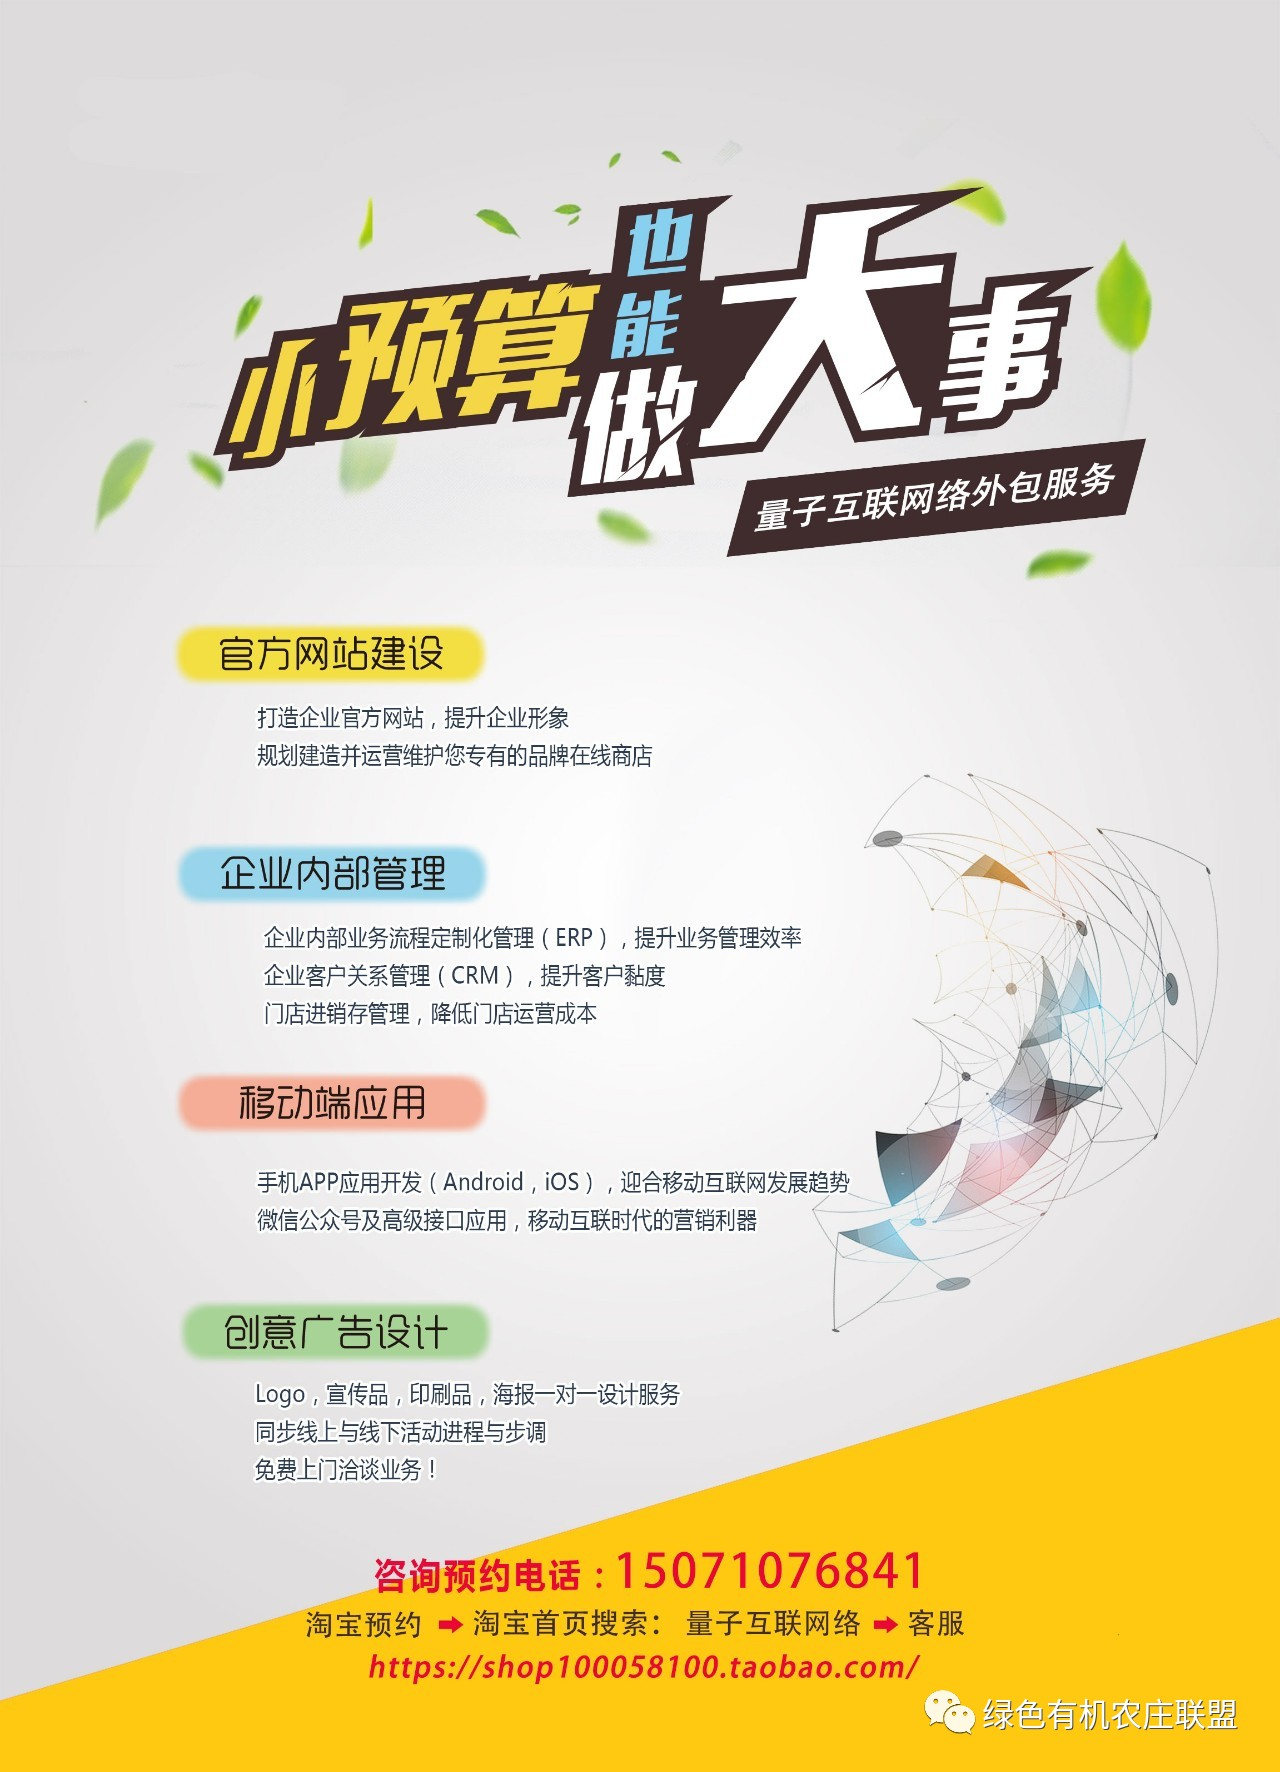 小预算也能做大事
量子互联网络外包服务
官方网站建设
打造企业官方网站，提升企业形象
规划建造并运营维护您专有的品牌在线商店
企业内部管理
企业内部业务流程定制化管理（ERP），提升业务管理效率
企业客户关系管理（CRM），提升客户黏度
门店进销存管理，降低门店运营成本
移动端应用
手机APP应用开发（Android，iOS），迎合移动互联网发展趋势
微信公众号及高级接口应用，移动互联时代的营销利器
创意广告设计
Logo，宣传品，印刷品，海报一对一设计服务
同步线上与线下活动进程与步调
免费上门洽谈业务！
咨询预约电话：15071076841
淘宝预约 ➡ 淘宝首页搜索： 量子互联网络 ➡ 客服
https://shop100058100.taobao.com/
绿色有机农庄联盟